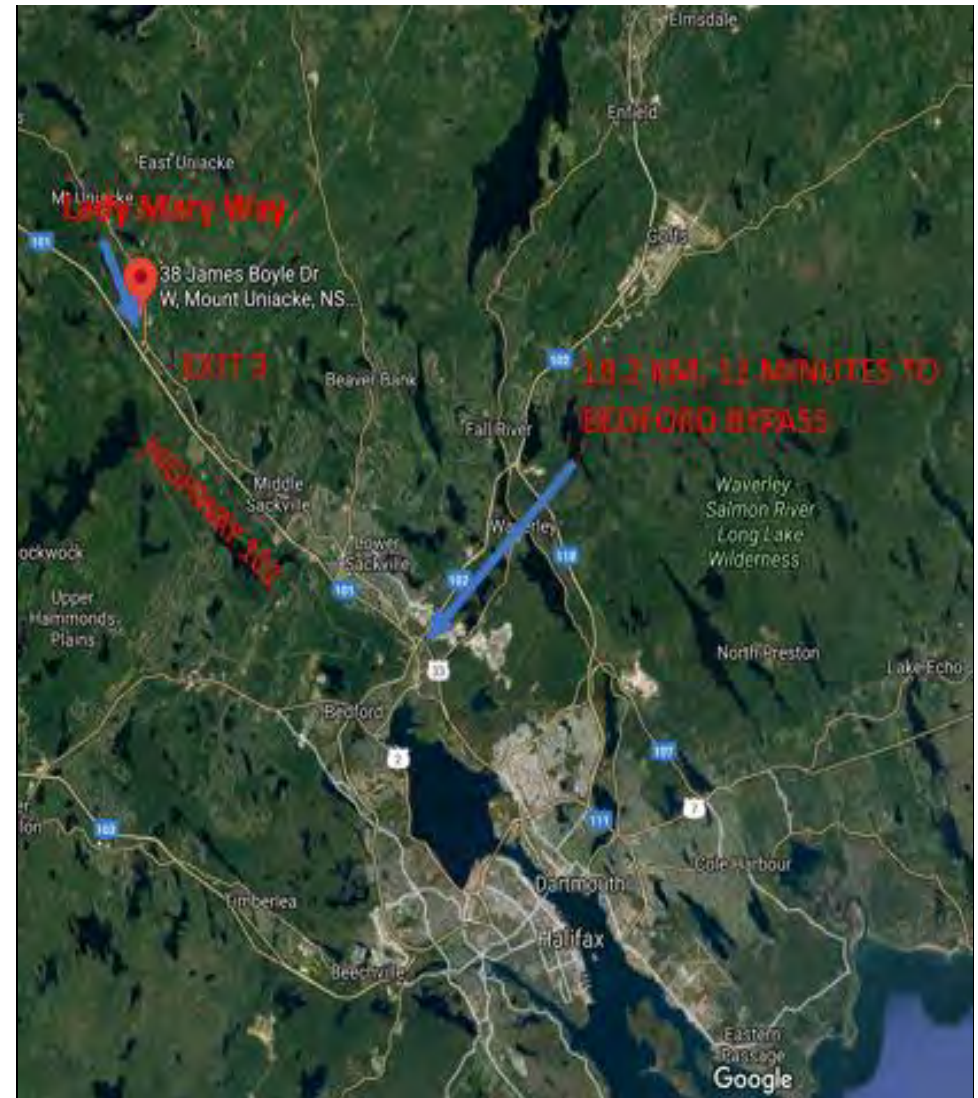 Elmsdale
Enfield
East Uniacke
Mt Uniacke
Lady Mary Way
101
Goffs
38 James Boyle Dr
W, Mount Uniacke, NS...
EXIT 3
102
18.2 KM, 12 MINUTES TO
BEDFORD BYPASS
Beaver Bank
Fall River
HIGHWAY 101
Middle
Sackville
Waverley -
Salmon River
Long Lake
Wilderness
Waverley
ockwock
Lower
Sackville
118
102
101
Upper
Hammonds
Plains
North Preston
Lake Echo
33
Bedford
2
107
7
103
111
Cole Harbour
Dartmouth
Timberlea
Halifax
Beechville
Eastern
Passage
Google